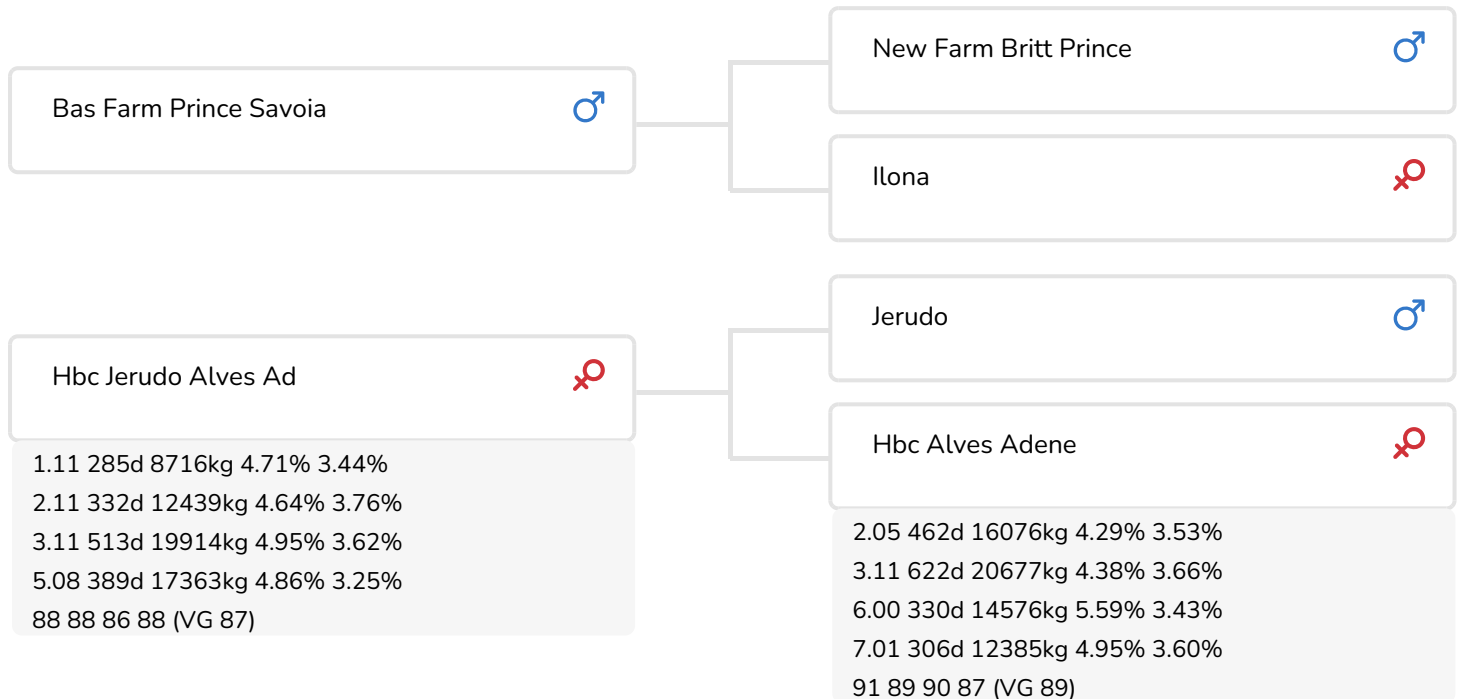 Bas Farm Prince Savoia
New Farm Britt Prince
Ilona
Hbc Jerudo Alves Ad
1.11 285d 8716kg 4.71% 3.44%
2.11 332d 12439kg 4.64% 3.76%
3.11 513d 19914kg 4.95% 3.62%
5.08 389d 17363kg 4.86% 3.25%
88 88 86 88 (VG 87)
Jerudo
Hbc Alves Adene
2.05 462d 16076kg 4.29% 3.53%
3.11 622d 20677kg 4.38% 3.66%
6.00 330d 14576kg 5.59% 3.43%
7.01 306d 12385kg 4.95% 3.60%
91 89 90 87 (VG 89)